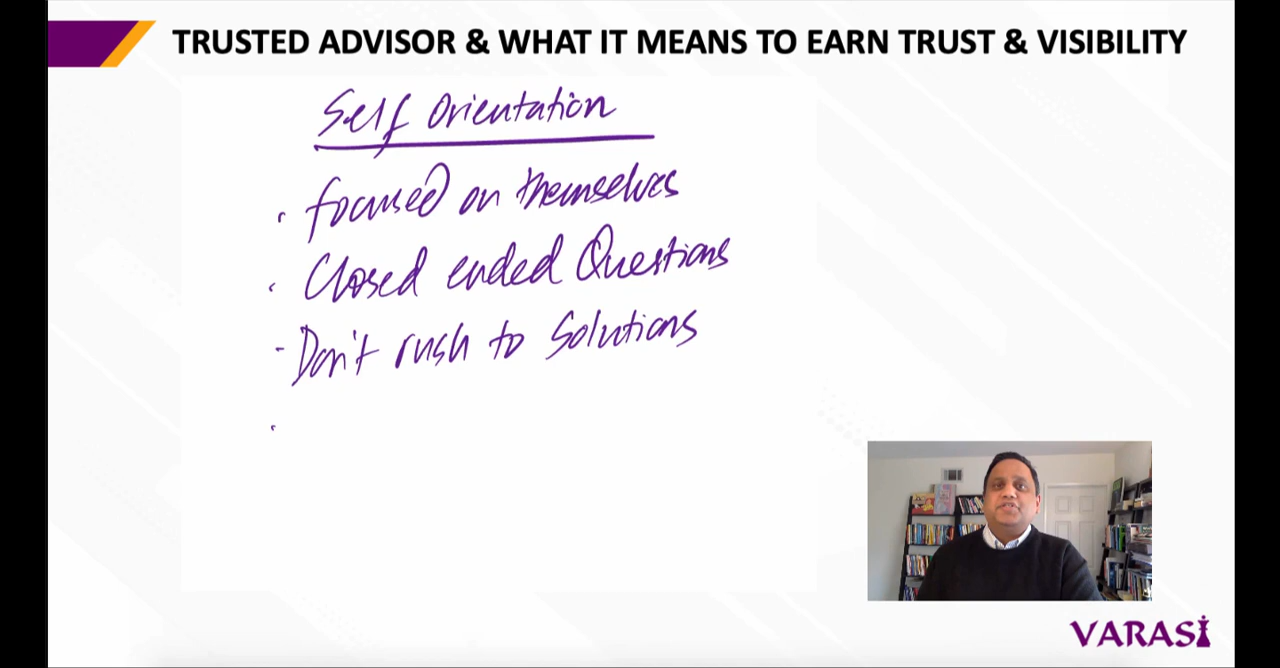 TRUSTED ADVISOR & WHAT IT MEANS TO EARN TRUST & VISIBILITY
Self Orientation
· focused on themselves
· Closed ended Questions
- Don't rush to Solutions
·
VARASI